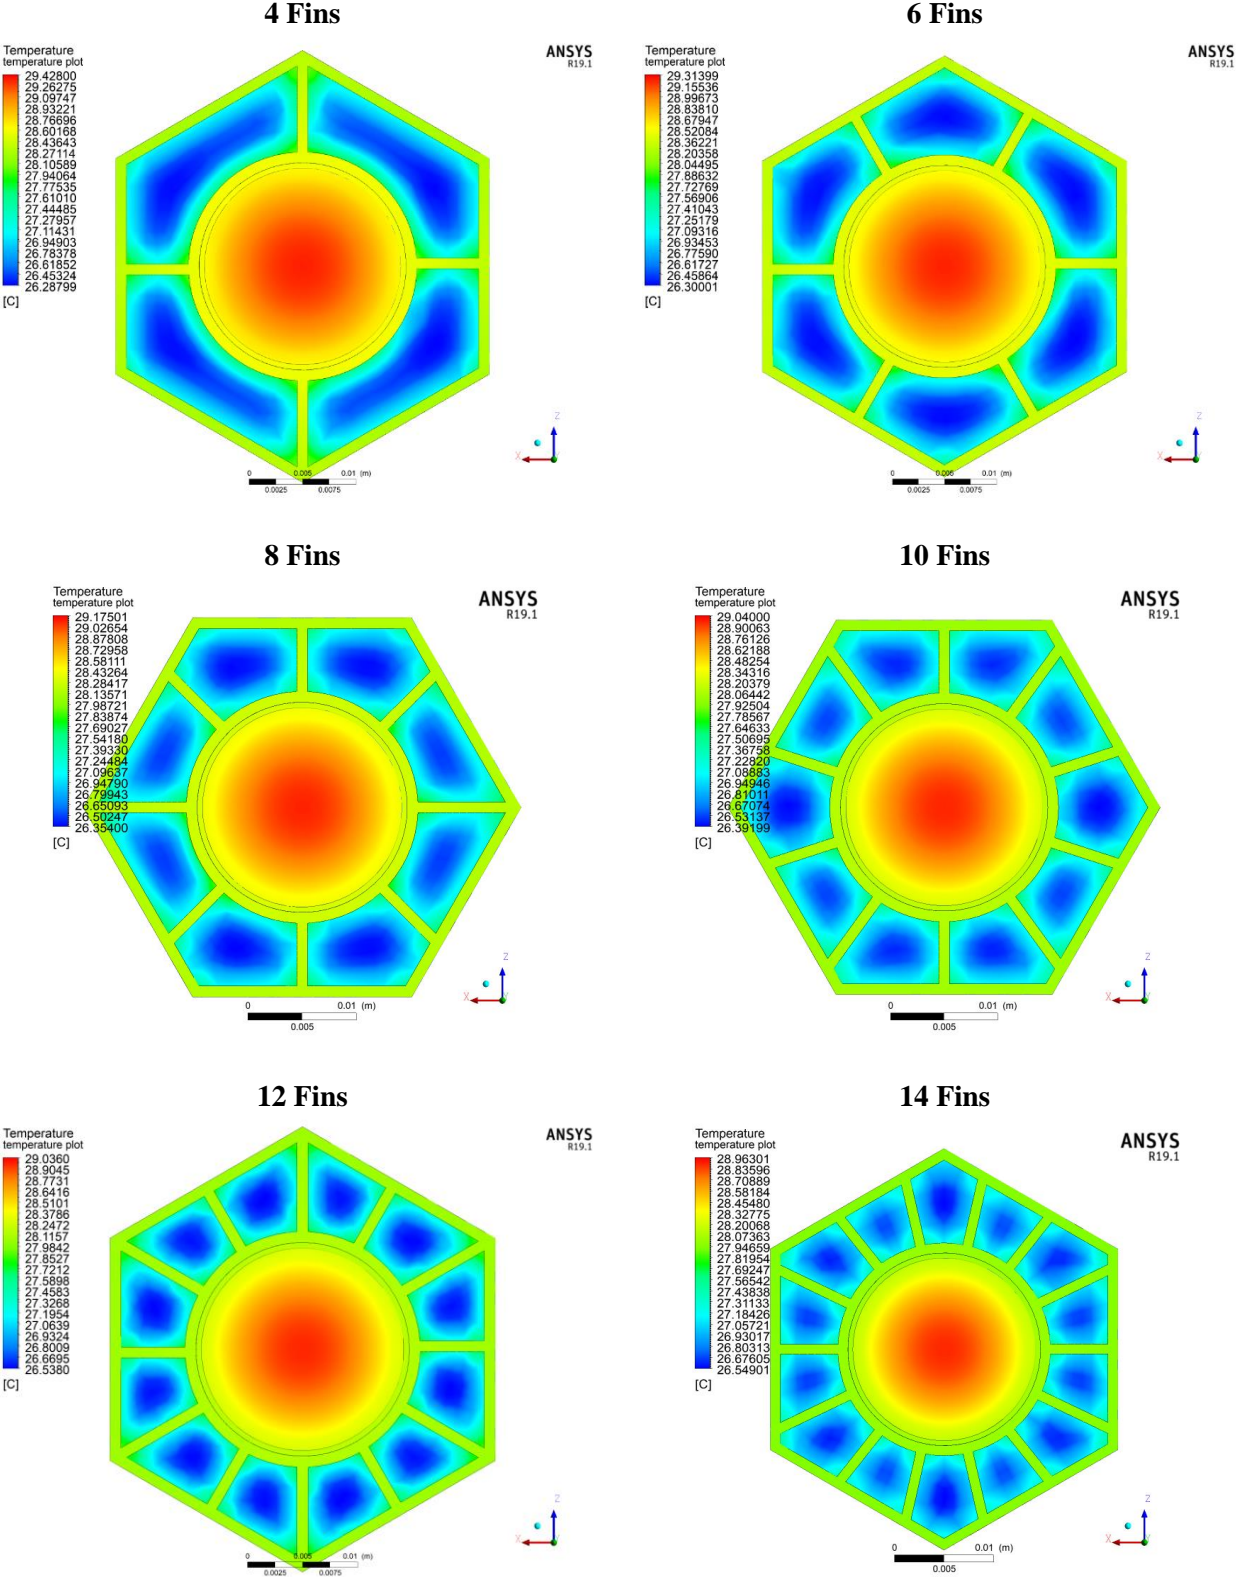 4 Fins
Temperature
temperature plot
29.42800
29.26275
29.09747
28.93221
28.76696
28.60168
28.43643
28.27114
28.10589
27.94064
27.77535
27.61010
27.44485
27.27957
27.11431
26.94903
26.78378
26.61852
26.45324
26.28799
[C]
ANSYS
R19.1
Z
X
0 0.005 0.01 (m)
0.0025 0.0075
6 Fins
Temperature
temperature plot
29.31399
29.15536
28.99673
28.83810
28.67947
28.52084
28.36221
28.20358
28.04495
27.88632
27.72769
27.56906
27.41043
27.25179
27.09316
26.93453
26.77590
26.61727
26.45864
26.30001
[C]
ANSYS
R19.1
Z
X
0 0.005 0.01 (m)
0.0025 0.0075
8 Fins
Temperature
temperature plot
29.17501
29.02654
28.87808
28.72958
28.58111
28.43264
28.28417
28.13571
27.98721
27.83874
27.69027
27.54180
27.39330
27.24484
27.09637
26.94790
26.79943
26.65093
26.50247
26.35400
[C]
ANSYS
R19.1
Z
X
Y
0 0.01 (m)
0.005
10 Fins
Temperature
temperature plot
29.04000
28.90063
28.76126
28.62188
28.48254
28.34316
28.20379
28.06442
27.92504
27.78567
27.64633
27.50695
27.36758
27.22820
27.08883
26.94946
26.81011
26.67074
26.53137
26.39199
[C]
ANSYS
R19.1
Z
X
Y
0 0.01 (m)
0.005
12 Fins
Temperature
temperature plot
29.0360
28.9045
28.7731
28.6416
28.5101
28.3786
28.2472
28.1157
27.9842
27.8527
27.7212
27.5898
27.4583
27.3268
27.1954
27.0639
26.9324
26.8009
26.6695
26.5380
[C]
ANSYS
R19.1
Z
X
0 0.005 0.01 (m)
0.0025 0.0075
14 Fins
Temperature
temperature plot
28.96301
28.83596
28.70889
28.58184
28.45480
28.32775
28.20068
28.07363
27.94659
27.81954
27.69247
27.56542
27.43838
27.31133
27.18426
27.05721
26.93017
26.80313
26.67605
26.54901
[C]
ANSYS
R19.1
Z
X
0 0.01 (m)
0.005